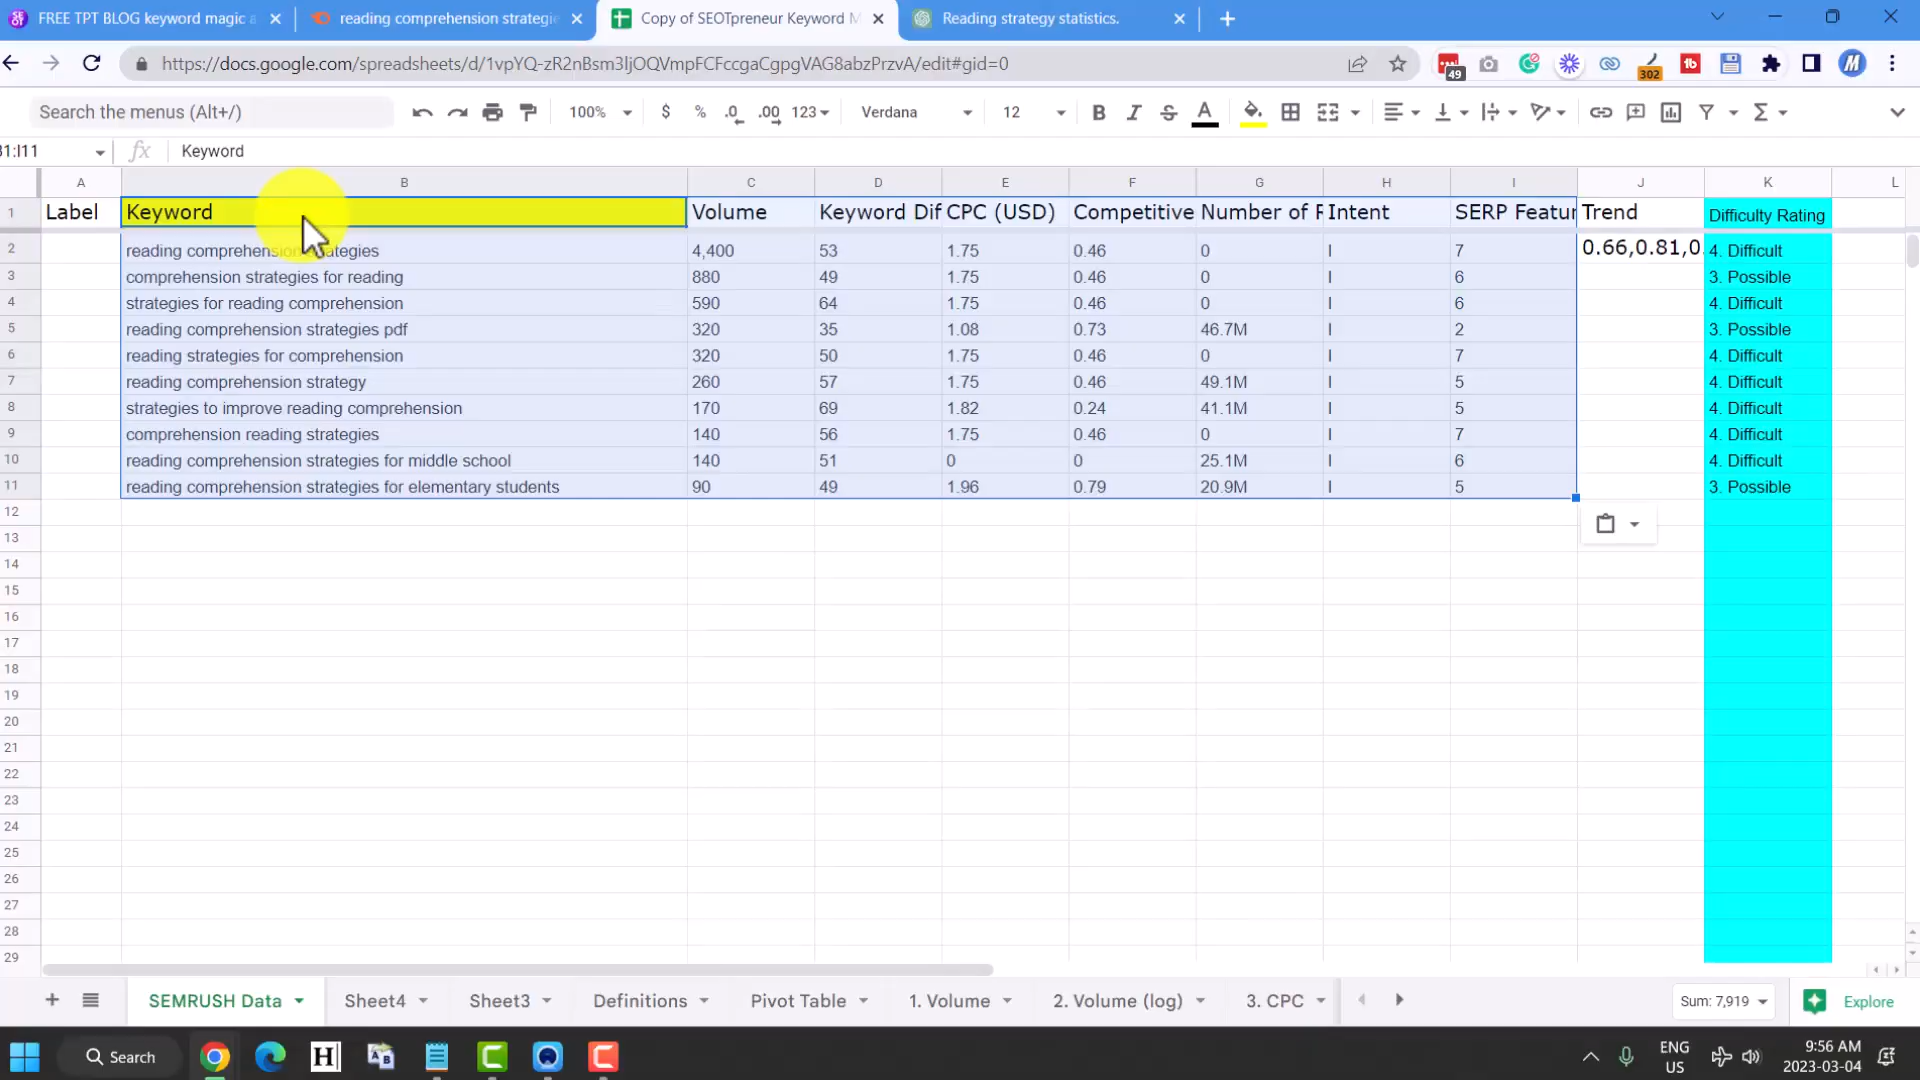 FREE TPT BLOG keyword magic a
reading comprehension strategie
Copy of SEOTpreneur Keyword M
Reading strategy statistics.
https://docs.google.com/spreadsheets/d/1vpYQ-zR2nBsm3ljOQVmpFCFccgaCgpgVAG8abzPrzvA/edit#gid=0
49
302
Search the menus (Alt+/)
100%
$
%
.0
.00
123
Verdana
12
B
I
S
A
31:I11
fx
Keyword
A B C D E F G H I J K L
1 Label Keyword Volume Keyword Dif CPC (USD) Competitive Number of R Intent SERP Featur Trend Difficulty Rating
2 reading comprehension strategies 4,400 53 1.75 0.46 0 I 7 0.66,0.81,0. 4. Difficult
3 comprehension strategies for reading 880 49 1.75 0.46 0 I 6 3. Possible
4 strategies for reading comprehension 590 64 1.75 0.46 0 I 6 4. Difficult
5 reading comprehension strategies pdf 320 35 1.08 0.73 46.7M I 2 3. Possible
6 reading strategies for comprehension 320 50 1.75 0.46 0 I 7 4. Difficult
7 reading comprehension strategy 260 57 1.75 0.46 49.1M I 5 4. Difficult
8 strategies to improve reading comprehension 170 69 1.82 0.24 41.1M I 5 4. Difficult
9 comprehension reading strategies 140 56 1.75 0.46 0 I 7 4. Difficult
10 reading comprehension strategies for middle school 140 51 0 0 25.1M I 6 4. Difficult
11 reading comprehension strategies for elementary students 90 49 1.96 0.79 20.9M I 5 3. Possible
12
13
14
15
16
17
18
19
20
21
22
23
24
25
26
27
28
29
SEMRUSH Data
Sheet4
Sheet3
Definitions
Pivot Table
1. Volume
2. Volume (log)
3. CPC
Sum: 7,919
Explore
Search
H
ENG
US
9:56 AM
2023-03-04